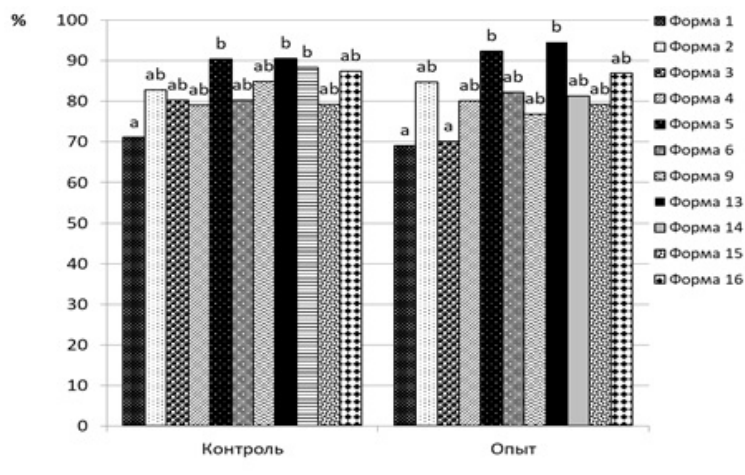 %
100
90
80
70
60
50
40
30
20
10
0
a ab ab ab b ab ab b b ab ab
a ab a ab b ab ab b ab ab ab
Контроль
Опыт
Форма 1
Форма 2
Форма 3
Форма 4
Форма 5
Форма 6
Форма 9
Форма 13
Форма 14
Форма 15
Форма 16